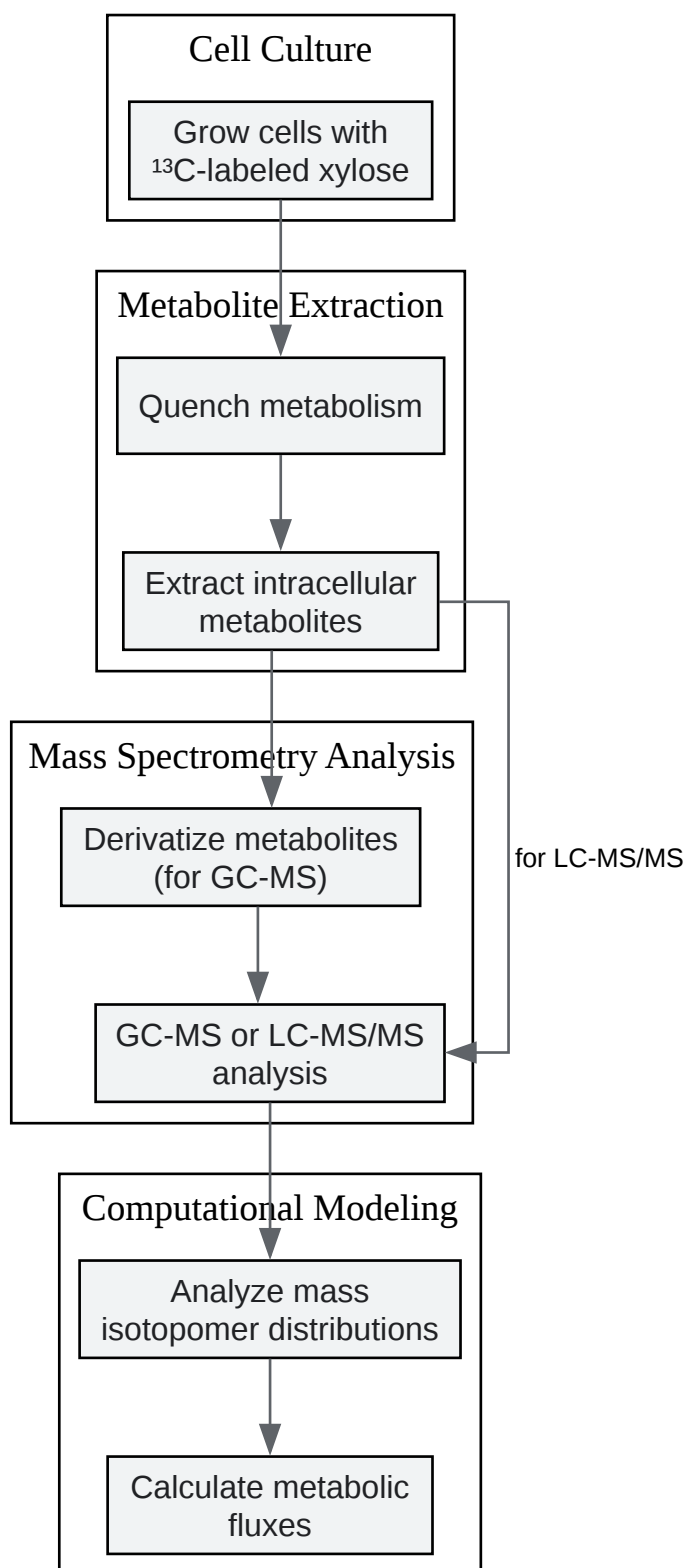 Cell Culture
Grow cells with
¹³C-labeled xylose
Metabolite Extraction
Quench metabolism
Extract intracellular
metabolites
Mass Spectrometry Analysis
Derivatize metabolites
(for GC-MS)
for LC-MS/MS
GC-MS or LC-MS/MS
analysis
Computational Modeling
Analyze mass
isotopomer distributions
Calculate metabolic
fluxes